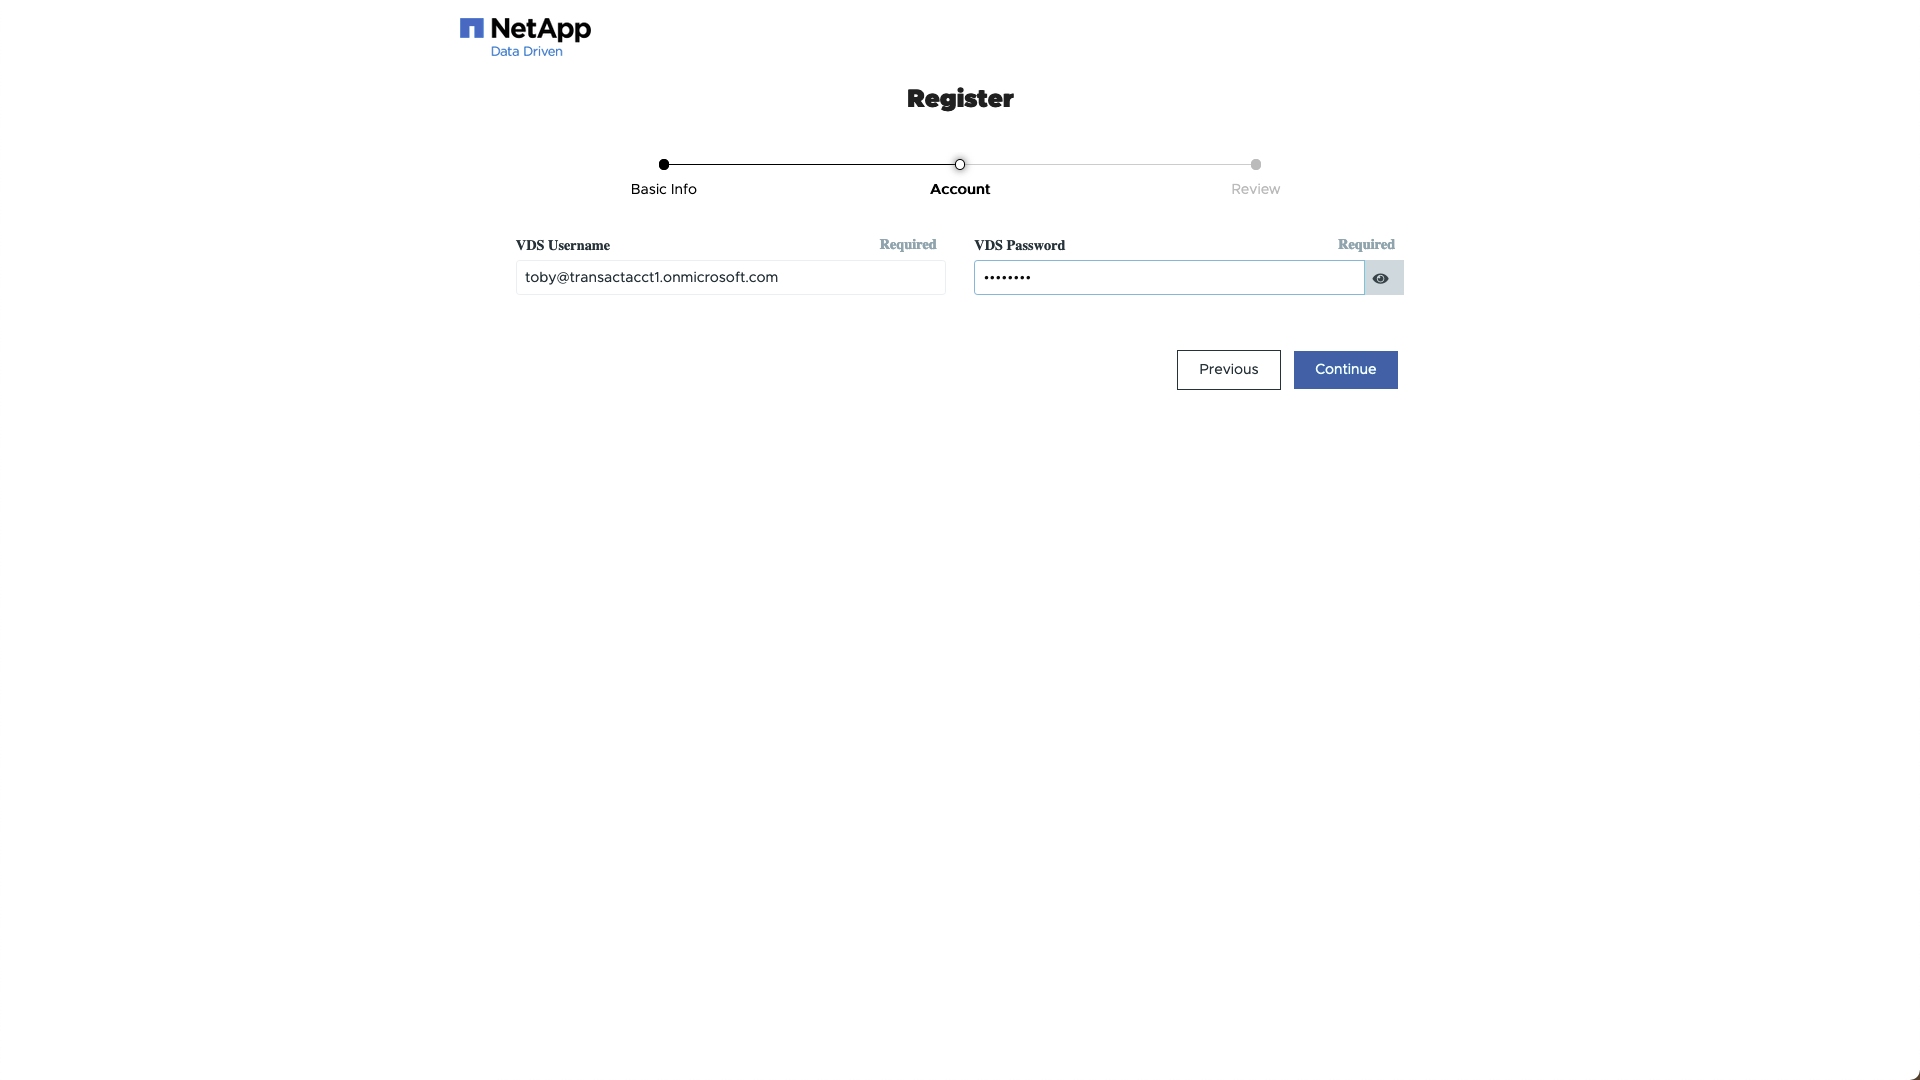 NetApp
Data Driven
Register
Basic Info Account Review
VDS Username Required VDS Password Required
toby@transactacct1.onmicrosoft.com ••••••••
Previous Continue